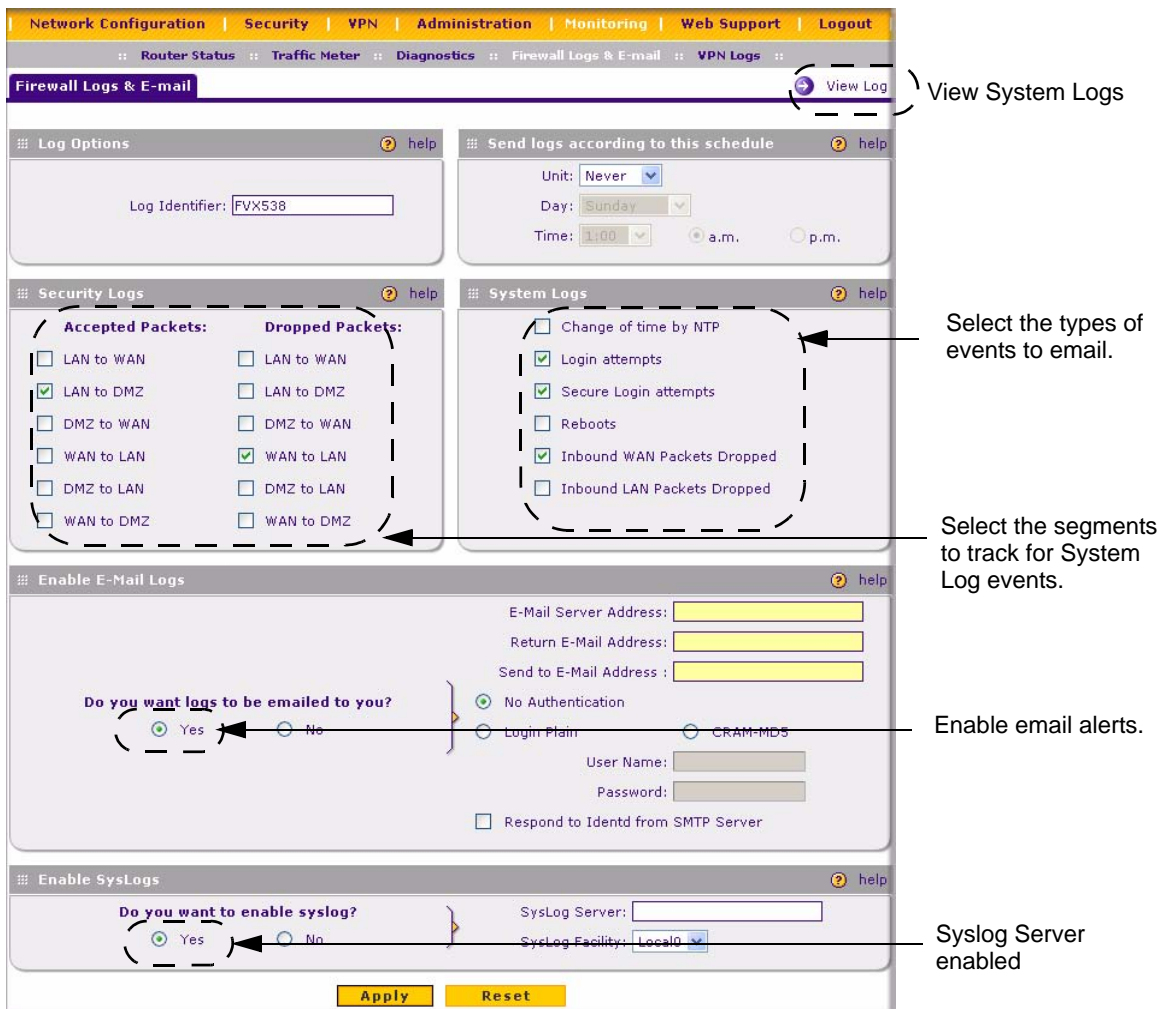 Network Configuration | Security | VPN | Administration | Monitoring | Web Support | Logout
:: Router Status :: Traffic Meter :: Diagnostics :: Firewall Logs & E-mail :: VPN Logs ::
Firewall Logs & E-mail
View Log
View System Logs
Log Options
help
Log Identifier: FVX538
Send logs according to this schedule
help
Unit: Never
Day: Sunday
Time: 1:00 a.m. p.m.
Security Logs
help
Accepted Packets: Dropped Packets:
LAN to WAN LAN to WAN
LAN to DMZ LAN to DMZ
DMZ to WAN DMZ to WAN
WAN to LAN WAN to LAN
DMZ to LAN DMZ to LAN
WAN to DMZ WAN to DMZ
System Logs
help
Change of time by NTP
Login attempts
Secure Login attempts
Reboots
Inbound WAN Packets Dropped
Inbound LAN Packets Dropped
Select the types of
events to email.
Select the segments
to track for System
Log events.
Enable E-Mail Logs
help
Do you want logs to be emailed to you?
Yes No
E-Mail Server Address:
Return E-Mail Address:
Send to E-Mail Address :
No Authentication
Login Plain CRAM-MD5
User Name:
Password:
Respond to Identd from SMTP Server
Enable email alerts.
Enable SysLogs
help
Do you want to enable syslog?
Yes No
SysLog Server:
SysLog Facility: Local0
Syslog Server
enabled
Apply Reset